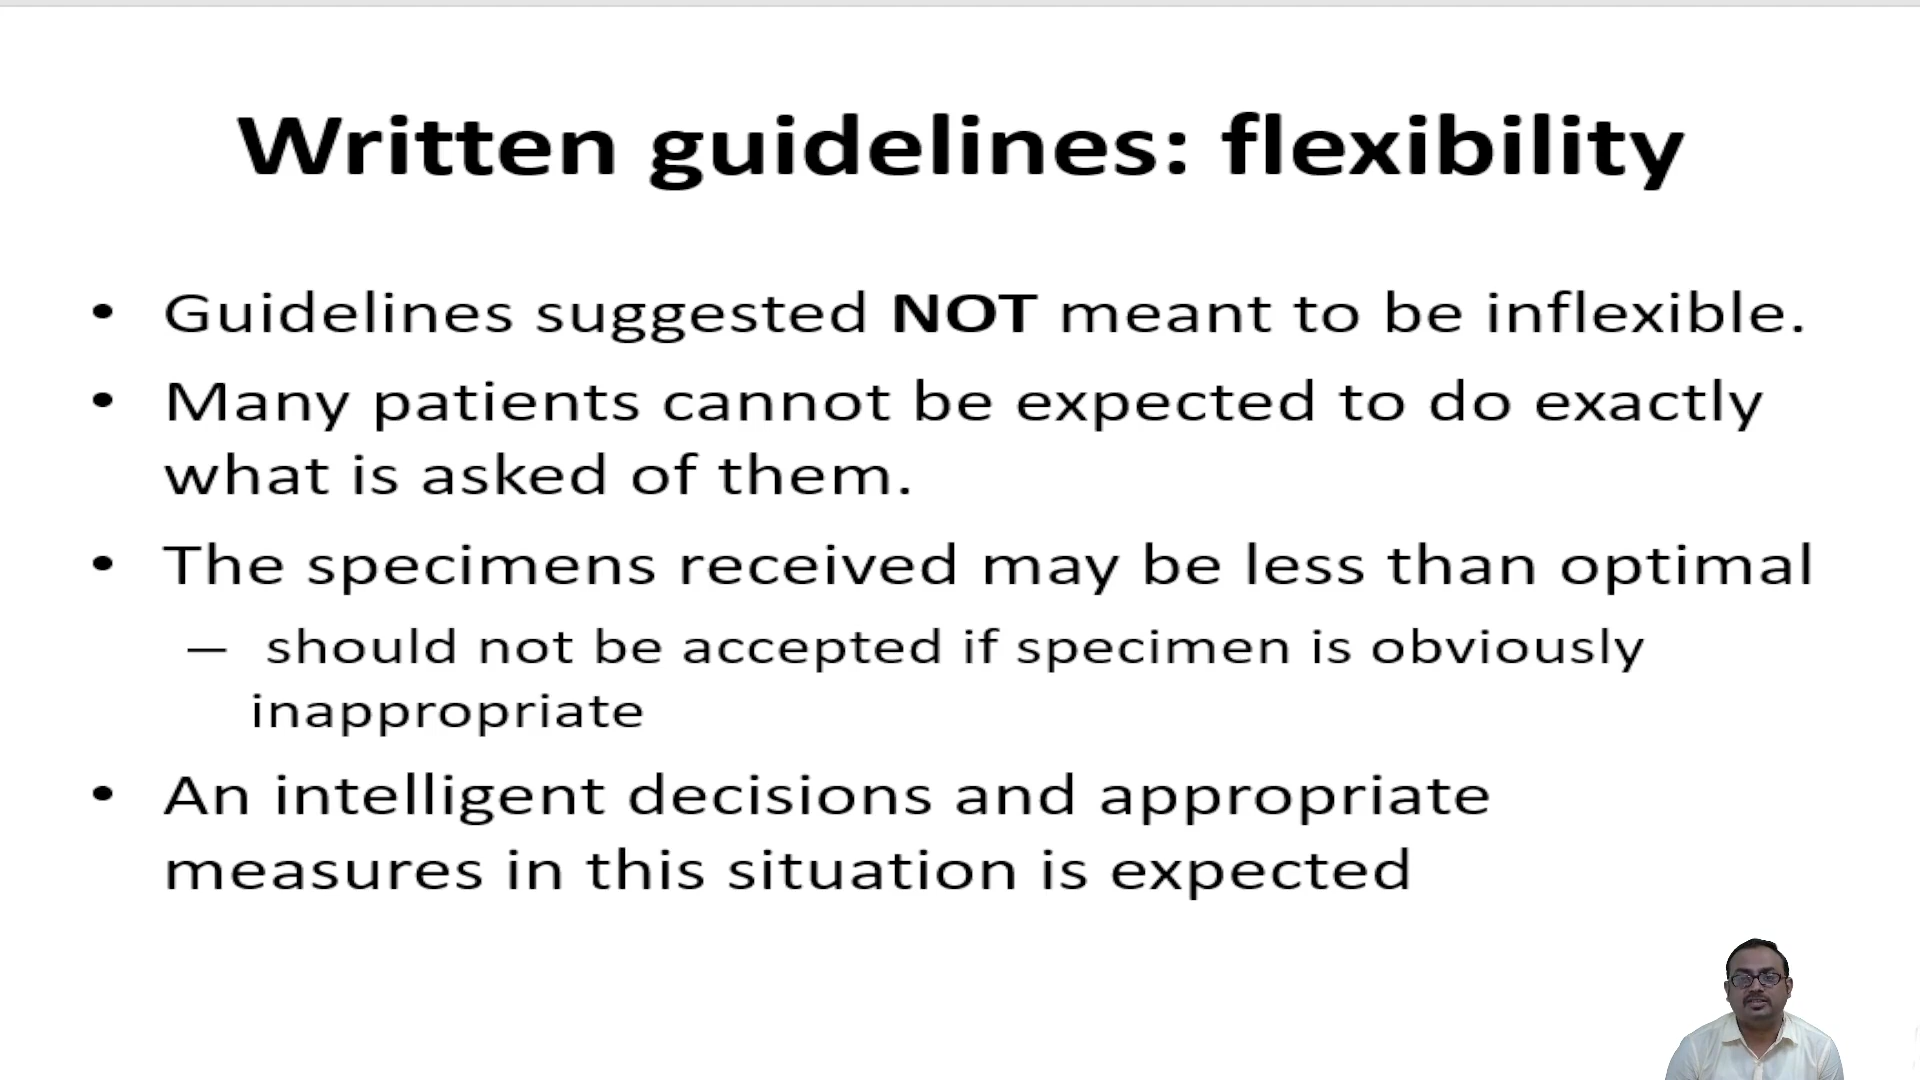 Written guidelines: flexibility
• Guidelines suggested NOT meant to be inflexible.
• Many patients cannot be expected to do exactly
what is asked of them.
• The specimens received may be less than optimal
– should not be accepted if specimen is obviously
inappropriate
• An intelligent decisions and appropriate
measures in this situation is expected